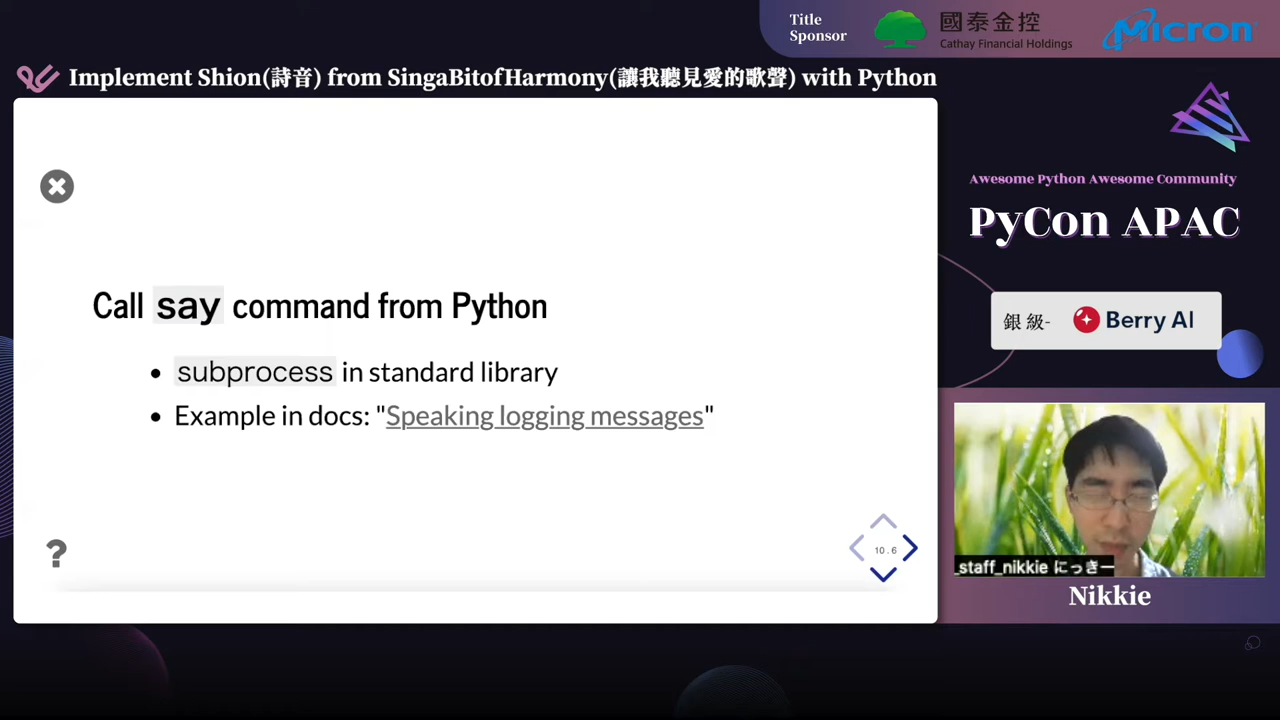 Title
Sponsor
國泰金控
Cathay Financial Holdings
Micron
Implement Shion(詩音) from SingaBitofHarmony(讓我聽見愛的歌聲) with Python
Awesome Python Awesome Community
PyCon APAC
Call say command from Python
銀級-
Berry AI
• subprocess in standard library
• Example in docs: "Speaking logging messages"
?
10.6
_staff_nikkie にっきー
Nikkie